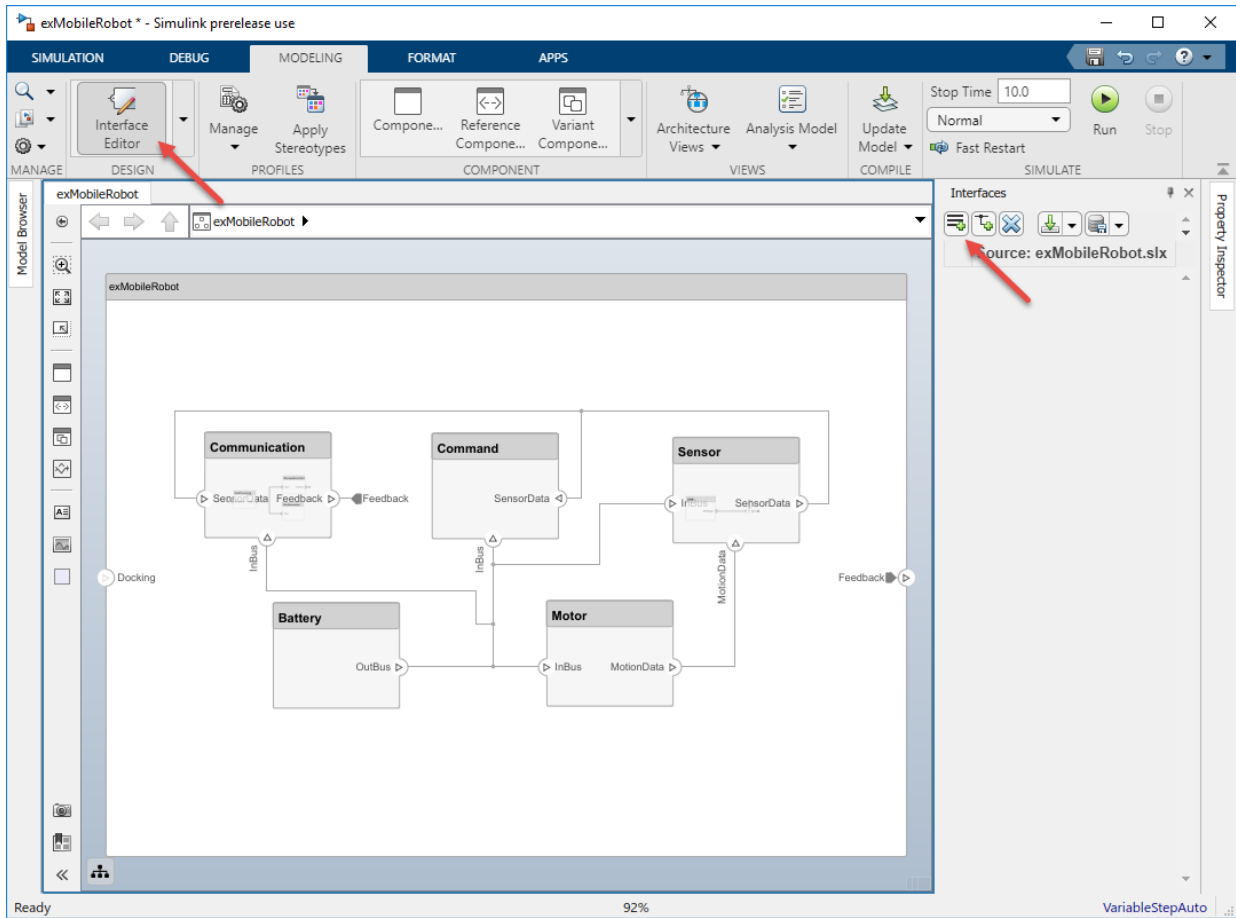 exMobileRobot * - Simulink prerelease use
SIMULATION DEBUG MODELING FORMAT APPS
?
Interface
Editor
Manage
Apply
Stereotypes
Compone...
Reference
Compone...
Variant
Compone...
Architecture
Views
Analysis Model
Update
Model
Stop Time 10.0
Normal
Fast Restart
Run
Stop
MANAGE DESIGN PROFILES COMPONENT VIEWS COMPILE SIMULATE
Model Browser
exMobileRobot
exMobileRobot
Interfaces
Source: exMobileRobot.slx
Property Inspector
exMobileRobot
Communication
SensorData
Feedback
InBus
Feedback
Command
SensorData
InBus
Sensor
InBus
SensorData
MotionData
Docking
Feedback
Battery
OutBus
Motor
InBus
MotionData
Ready 92% VariableStepAuto